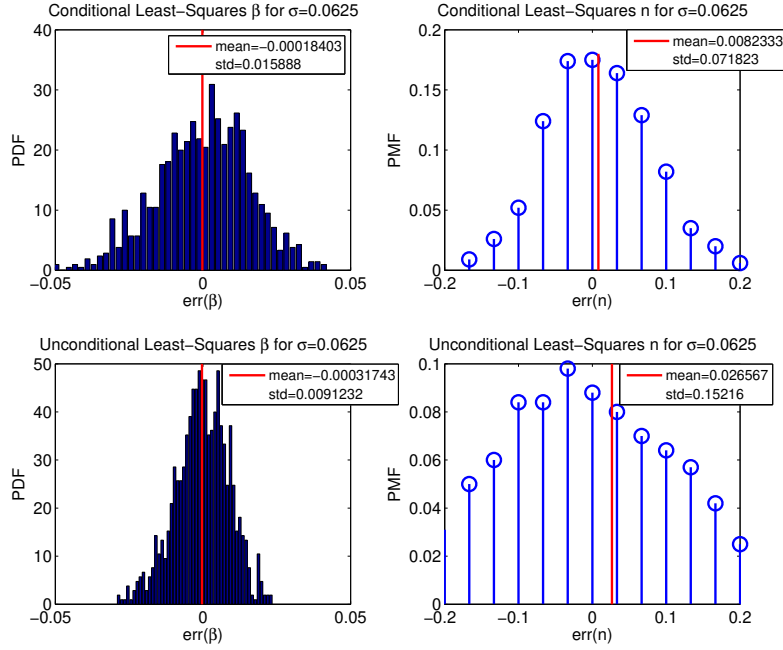 Conditional Least−Squares β for σ=0.0625
mean=−0.00018403
std=0.015888
PDF
40
30
20
10
0
−0.05
0
0.05
err(β)
Conditional Least−Squares n for σ=0.0625
mean=0.0082333
std=0.071823
PMF
0.2
0.15
0.1
0.05
0
−0.2
−0.1
0
0.1
0.2
err(n)
Unconditional Least−Squares β for σ=0.0625
mean=−0.00031743
std=0.0091232
PDF
50
40
30
20
10
0
−0.05
0
0.05
err(β)
Unconditional Least−Squares n for σ=0.0625
mean=0.026567
std=0.15216
PMF
0.1
0.08
0.06
0.04
0.02
0
−0.2
−0.1
0
0.1
0.2
err(n)